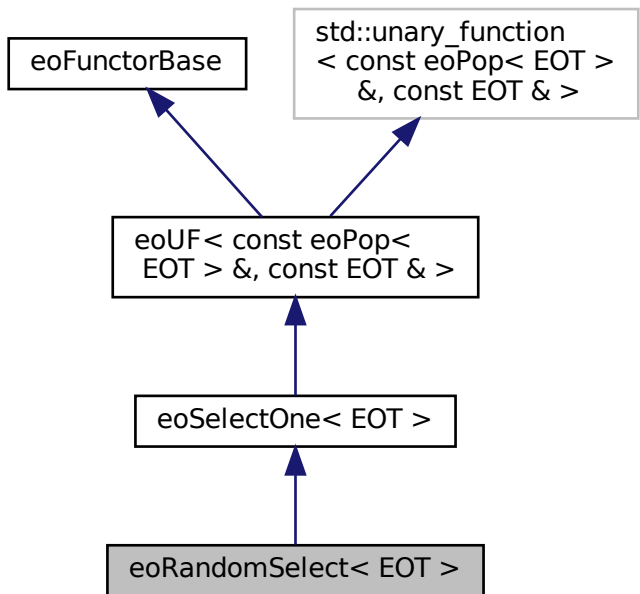 eoFunctorBase
std::unary_function
< const eoPop< EOT >
&, const EOT & >
eoUF< const eoPop<
EOT > &, const EOT & >
eoSelectOne< EOT >
eoRandomSelect< EOT >